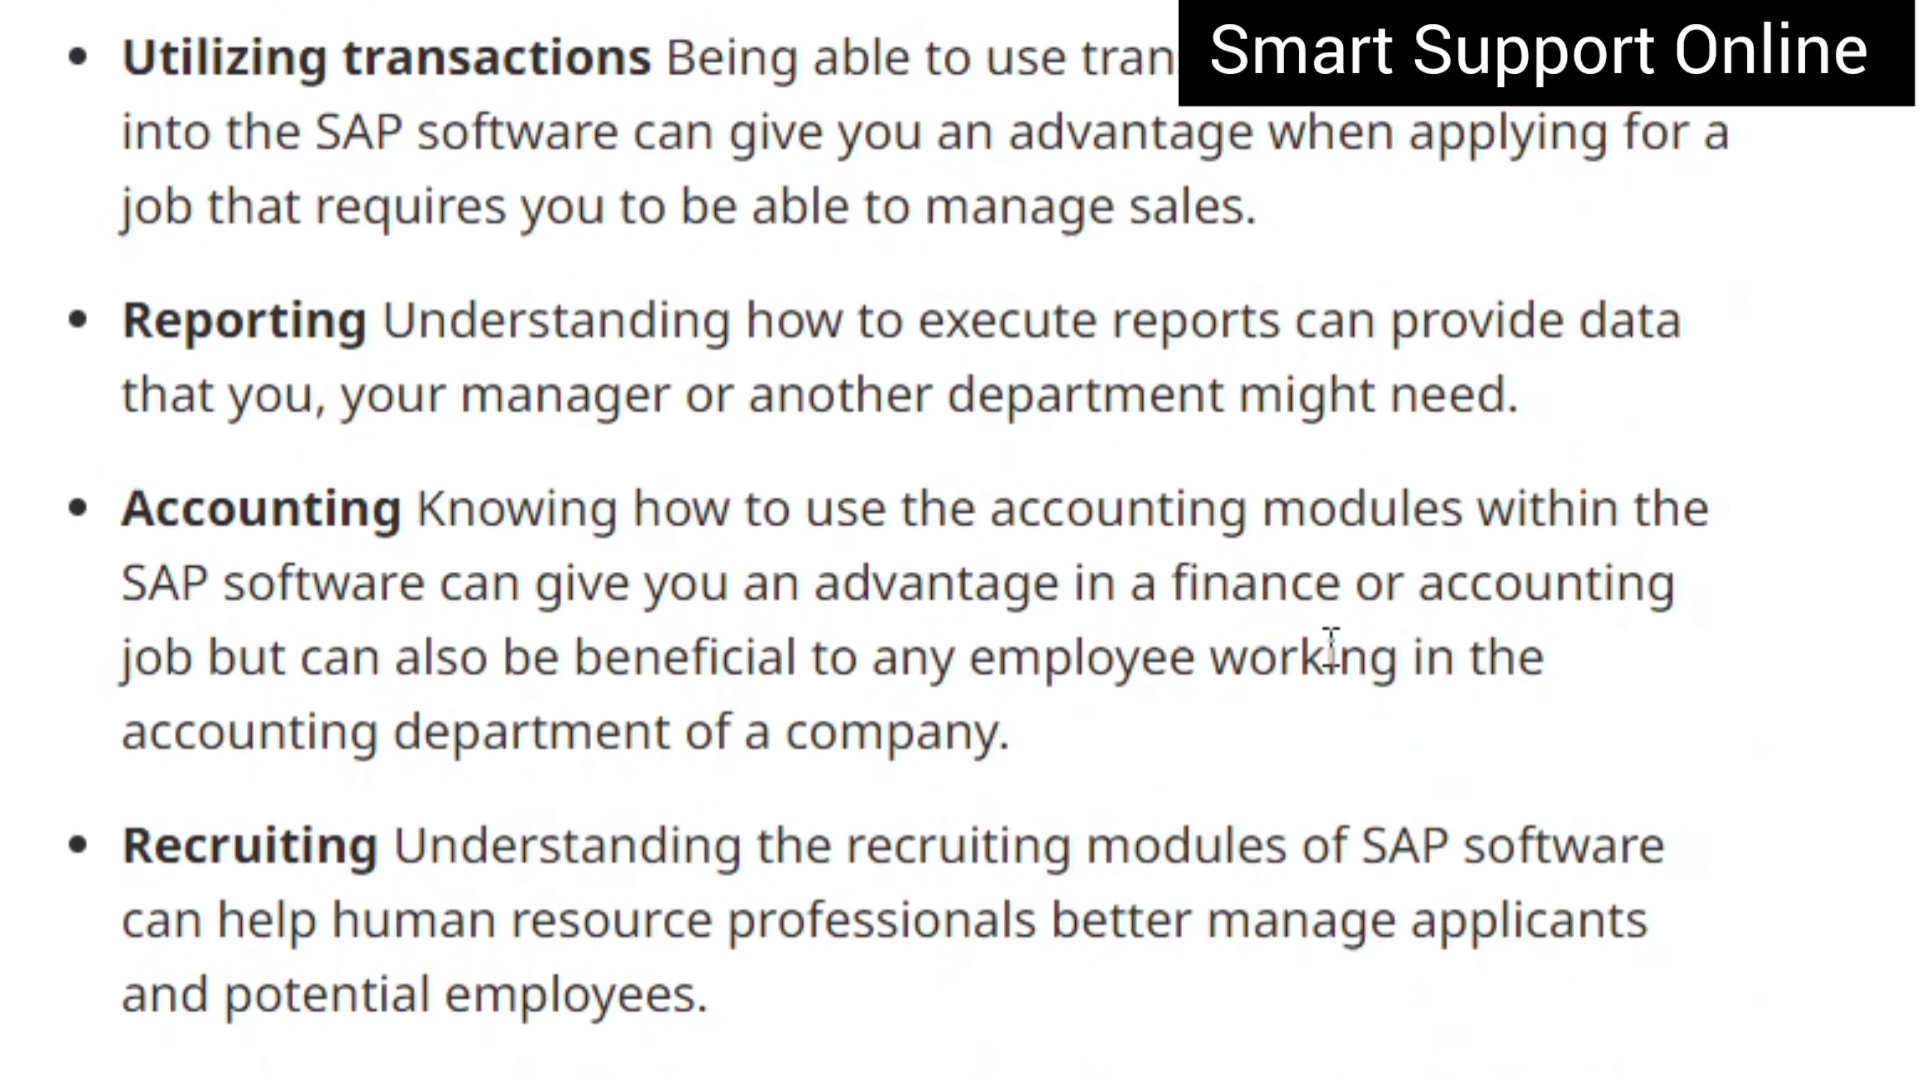 Smart Support Online
• Utilizing transactions Being able to use
into the SAP software can give you an advantage when applying for a
job that requires you to be able to manage sales.
• Reporting Understanding how to execute reports can provide data
that you, your manager or another department might need.
• Accounting Knowing how to use the accounting modules within the
SAP software can give you an advantage in a finance or accounting
job but can also be beneficial to any employee working in the
accounting department of a company.
• Recruiting Understanding the recruiting modules of SAP software
can help human resource professionals better manage applicants
and potential employees.